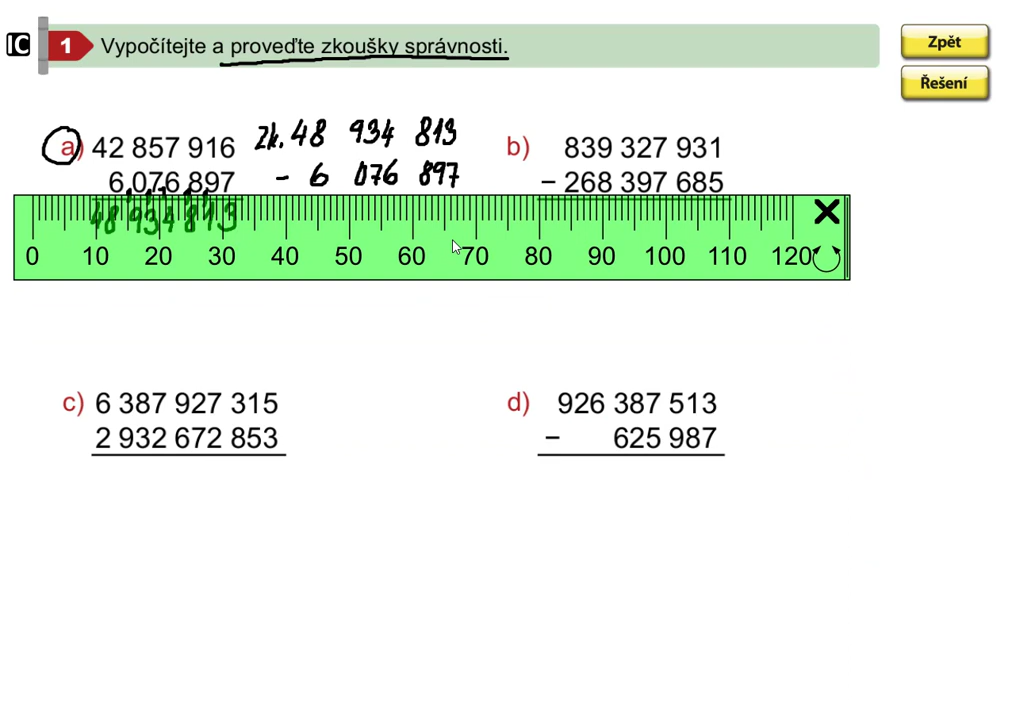 IC
1 Vypočítejte a proveďte zkoušky správnosti.
Zpět
Řešení
a) 42 857 916
6 076 897
48 934 813
Zk. 48 934 813
- 6 076 897
b) 839 327 931
− 268 397 685
0 10 20 30 40 50 60 70 80 90 100 110 120
c) 6 387 927 315
2 932 672 853
d) 926 387 513
− 625 987